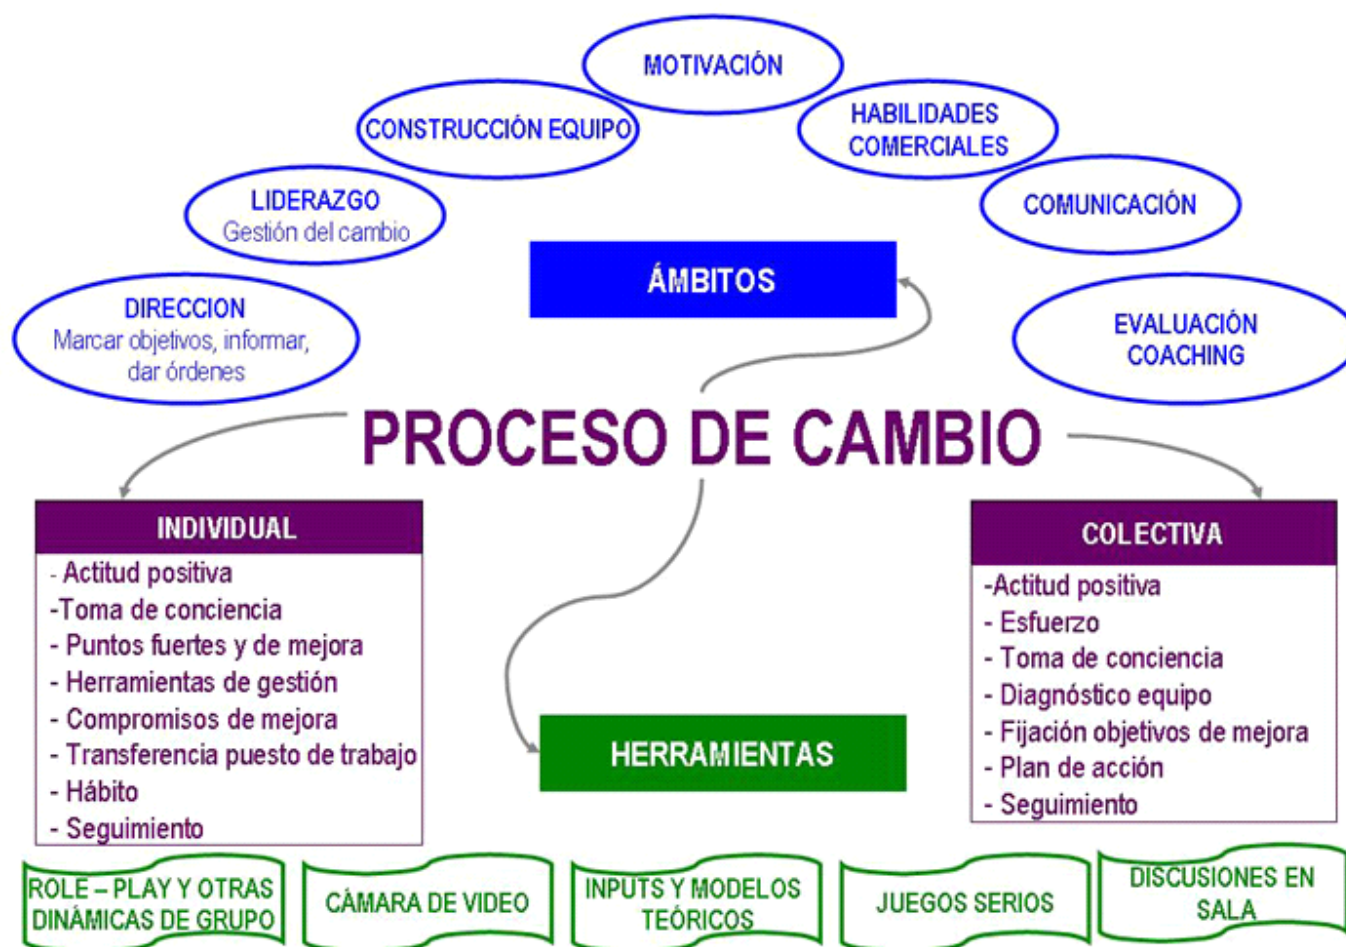 MOTIVACIÓN
CONSTRUCCIÓN EQUIPO
HABILIDADES
COMERCIALES
LIDERAZGO
Gestión del cambio
COMUNICACIÓN
DIRECCION
Marcar objetivos, informar,
dar órdenes
ÁMBITOS
EVALUACIÓN
COACHING
PROCESO DE CAMBIO
INDIVIDUAL
- Actitud positiva
-Toma de conciencia
- Puntos fuertes y de mejora
- Herramientas de gestión
- Compromisos de mejora
- Transferencia puesto de trabajo
- Hábito
- Seguimiento
COLECTIVA
-Actitud positiva
- Esfuerzo
- Toma de conciencia
- Diagnóstico equipo
- Fijación objetivos de mejora
- Plan de acción
- Seguimiento
HERRAMIENTAS
ROLE – PLAY Y OTRAS
DINÁMICAS DE GRUPO
CÁMARA DE VIDEO
INPUTS Y MODELOS
TEÓRICOS
JUEGOS SERIOS
DISCUSIONES EN
SALA